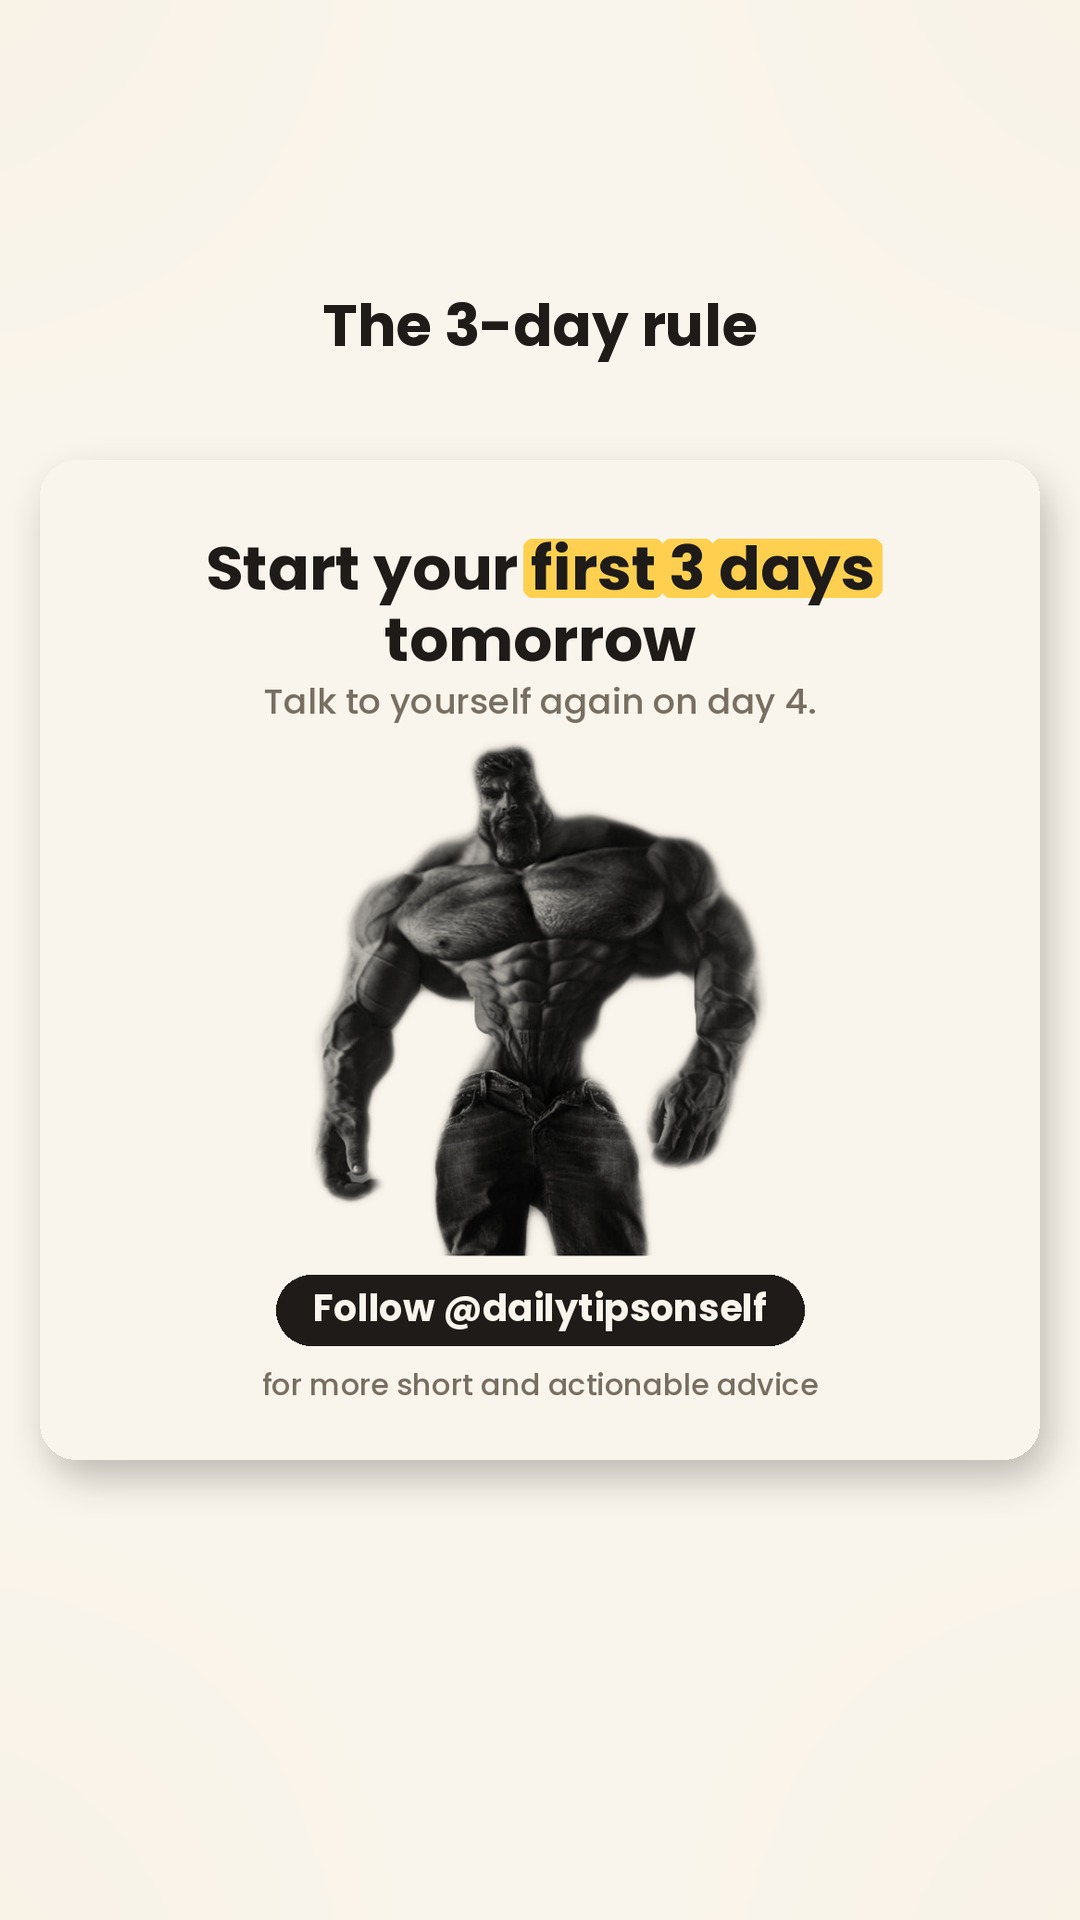 The 3-day rule
Start your first 3 days
tomorrow
Talk to yourself again on day 4.
Follow @dailytipsonself
for more short and actionable advice